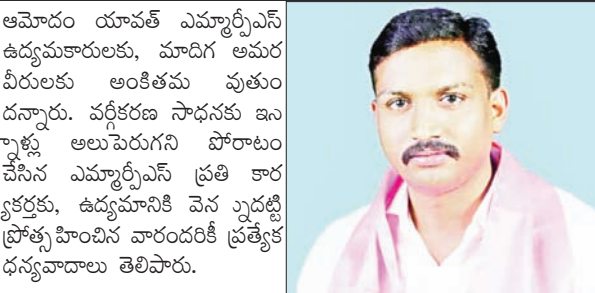 ఆమోదం యావత్ ఎమ్మార్పీఎస్
ఉద్యమకారులకు, మాదిగ అమర
వీరులకు అంకితమ వుతుం
దన్నారు. వర్గీకరణ సాధనకు ఇన
్నాళ్లు అలుపెరుగని పోరాటం
చేసిన ఎమ్మార్పీఎస్ ప్రతి కార
్యకర్తకు, ఉద్యమానికి వెన ్నుదట్టి
ప్రోత్స హించిన వారందరికీ ప్రత్యేక
ధన్యవాదాలు తెలిపారు.